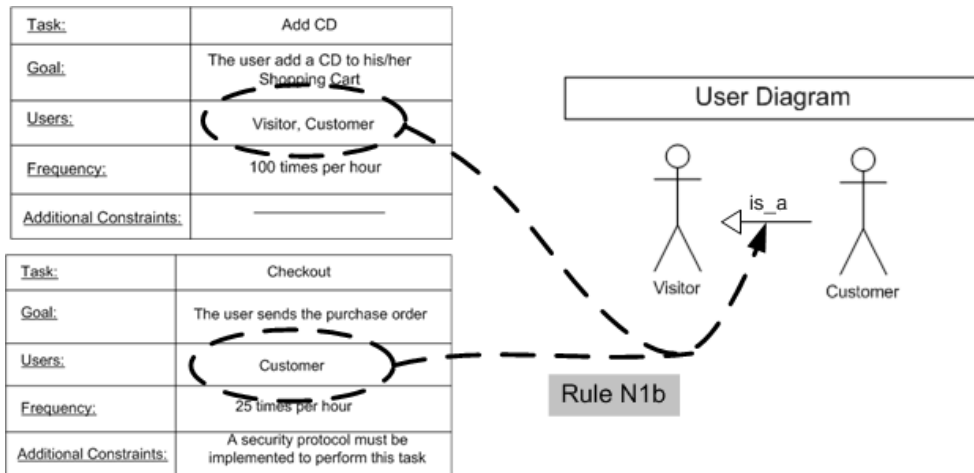 Task: Add CD
Goal: The user add a CD to his/her
Shopping Cart
Users: Visitor, Customer
Frequency: 100 times per hour
Additional Constraints:
Task: Checkout
Goal: The user sends the purchase order
Users: Customer
Frequency: 25 times per hour
Additional Constraints: A security protocol must be
implemented to perform this task
User Diagram
is_a
Visitor
Customer
Rule N1b